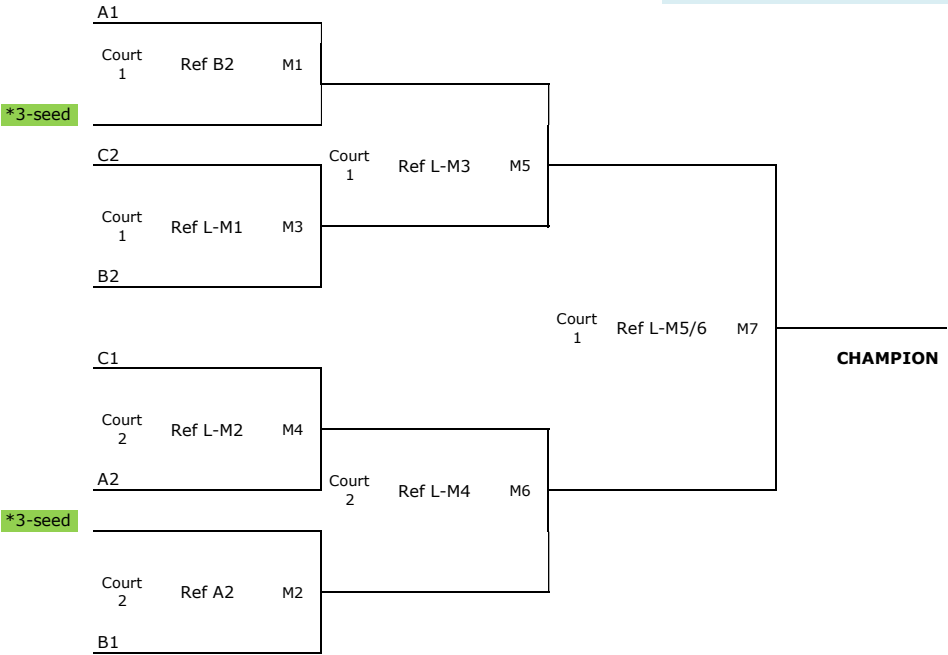 A1
Court
1
Ref B2
M1
*3-seed
C2
Court
1
Ref L-M3
M5
Court
1
Ref L-M1
M3
B2
Court
1
Ref L-M5/6
M7
CHAMPION
C1
Court
2
Ref L-M2
M4
A2
Court
2
Ref L-M4
M6
*3-seed
Court
2
Ref A2
M2
B1